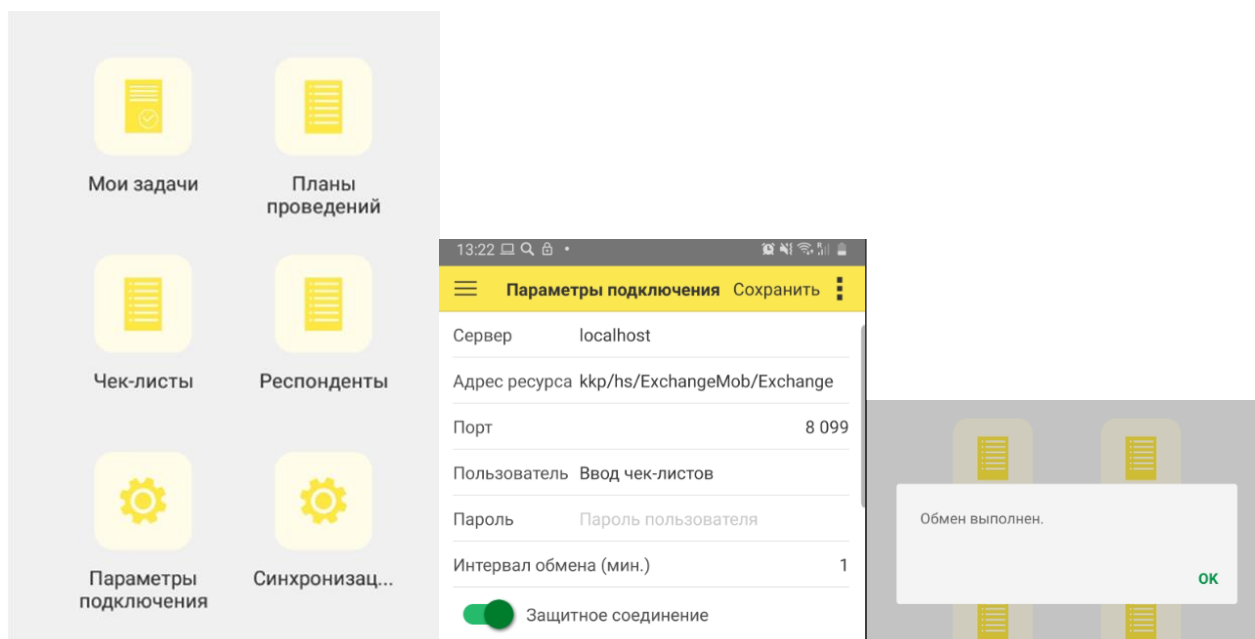 Мои задачи
Планы
проведений
Чек-листы
Респонденты
Параметры
подключения
Синхронизац...
13:22
Параметры подключения Сохранить
Сервер localhost
Адрес ресурса kkp/hs/ExchangeMob/Exchange
Порт 8 099
Пользователь Ввод чек-листов
Пароль Пароль пользователя
Интервал обмена (мин.) 1
Защитное соединение
Обмен выполнен.
OK